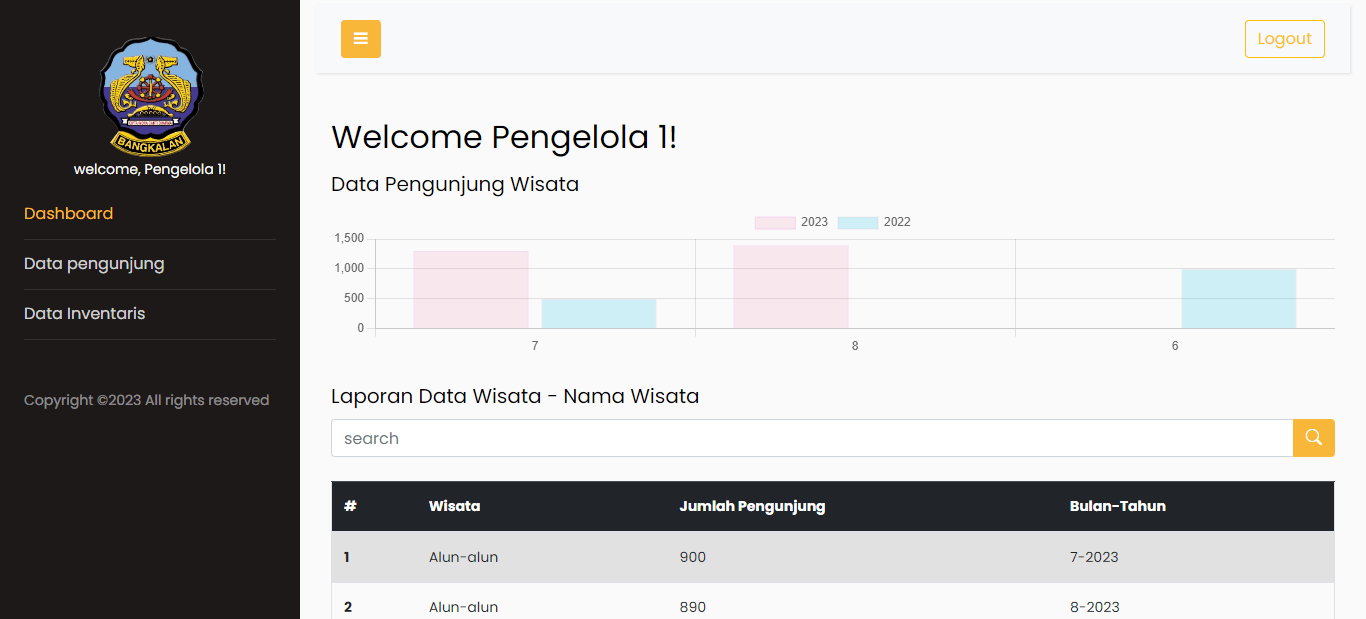 BANGKALAN
welcome, Pengelola 1!
Dashboard
Data pengunjung
Data Inventaris
Copyright ©2023 All rights reserved
Logout
Welcome Pengelola 1!
Data Pengunjung Wisata
2023 2022
1,500
1,000
500
0
7 8 6
Laporan Data Wisata - Nama Wisata
search
# Wisata Jumlah Pengunjung Bulan-Tahun
1 Alun-alun 900 7-2023
2 Alun-alun 890 8-2023